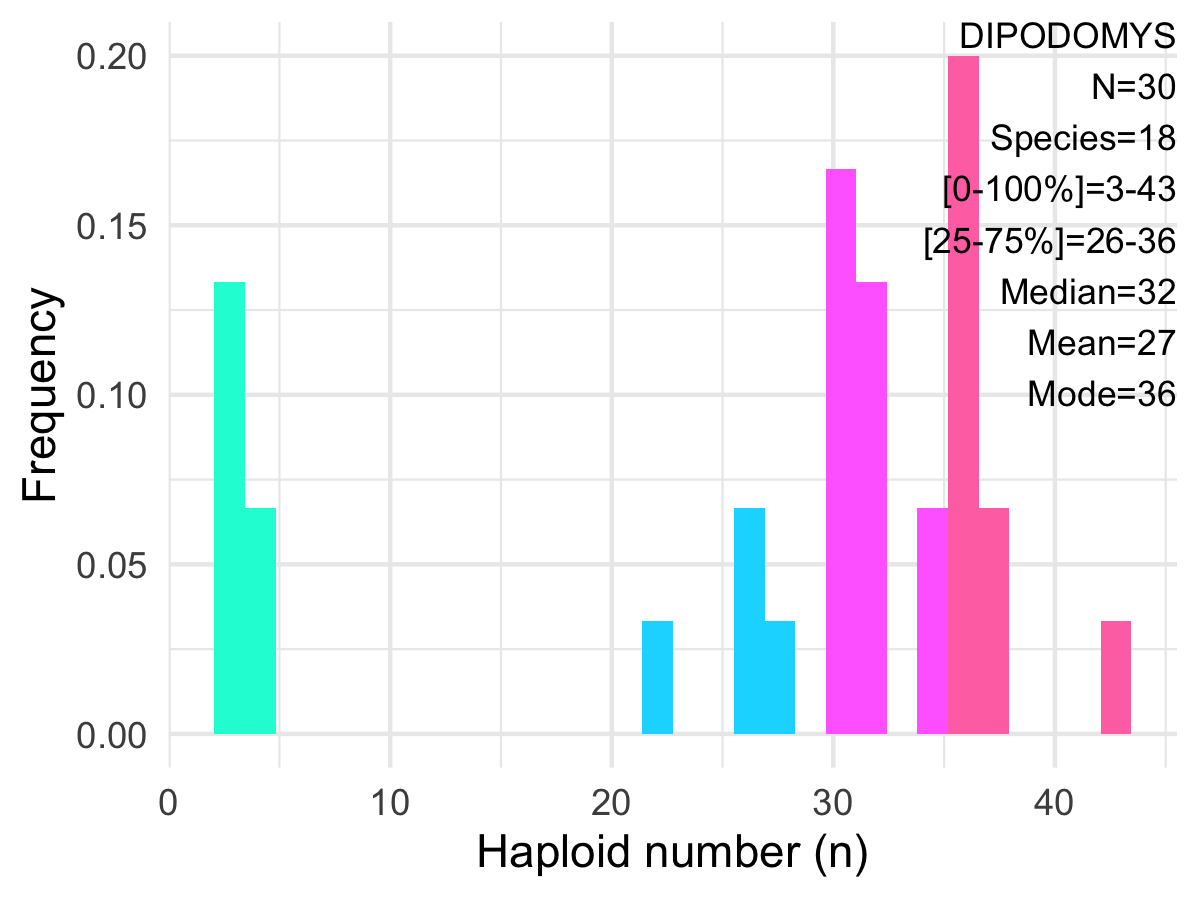 DIPODOMYS
N=30
Species=18
[0-100%]=3-43
[25-75%]=26-36
Median=32
Mean=27
Mode=36
Frequency
0.20
0.15
0.10
0.05
0.00
0 10 20 30 40
Haploid number (n)